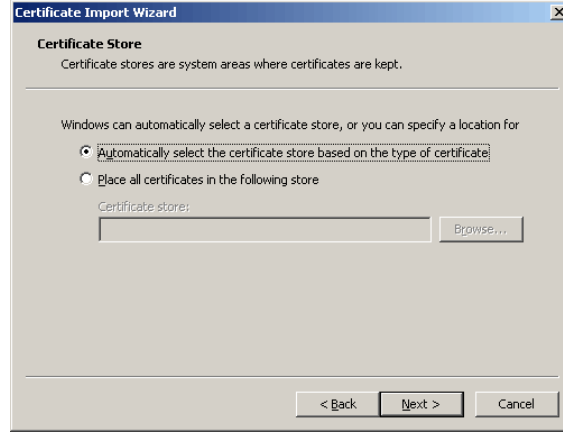 Certificate Import Wizard
Certificate Store
Certificate stores are system areas where certificates are kept.
Windows can automatically select a certificate store, or you can specify a location for
Automatically select the certificate store based on the type of certificate
Place all certificates in the following store
Certificate store:
Browse...
< Back Next > Cancel